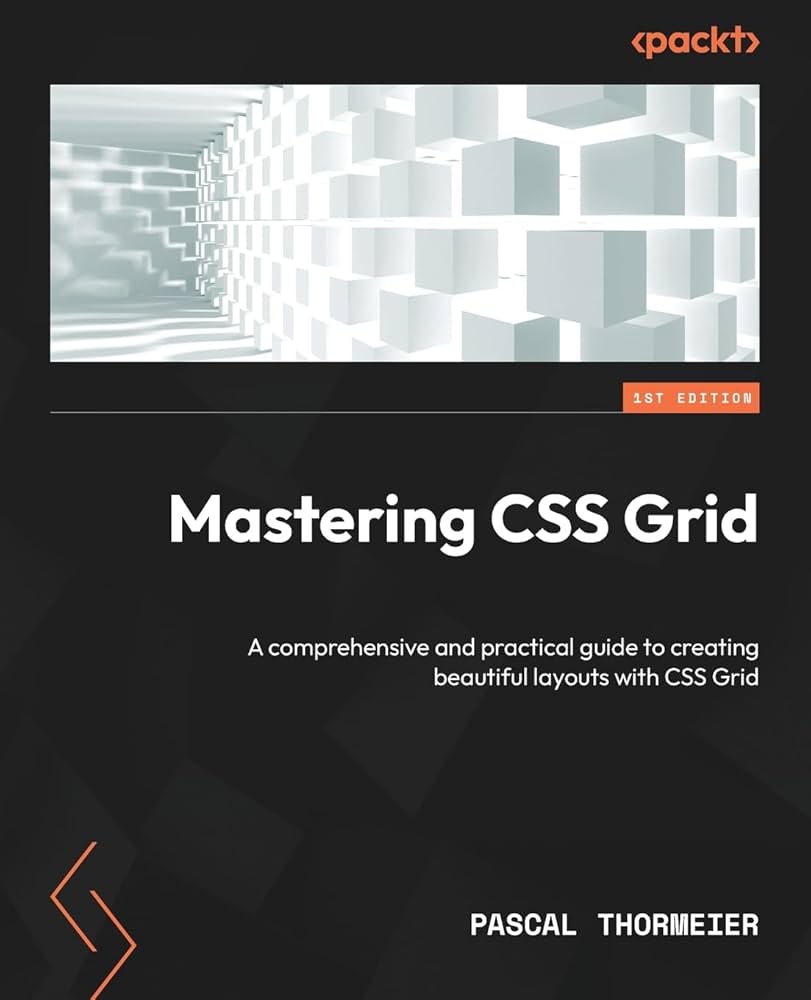 <packt>
1ST EDITION
Mastering CSS Grid
A comprehensive and practical guide to creating
beautiful layouts with CSS Grid
PASCAL THORMEIER